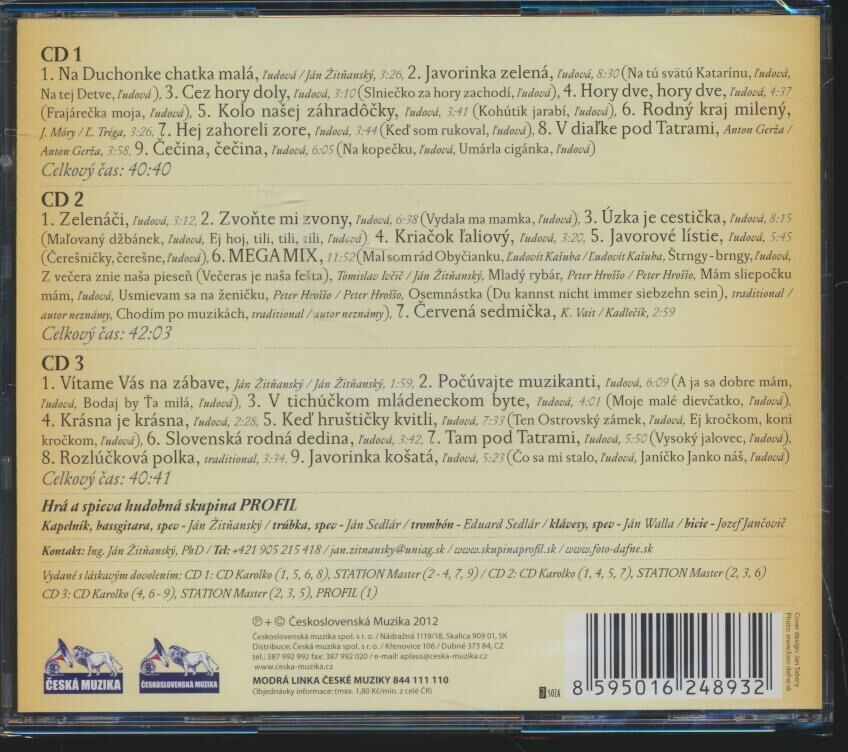 CD 1
1. Na Duchonke chatka malá, ľudová / Ján Žitňanský, 3:26, 2. Javorinka zelená, ľudová, 8:30 (Na tú svätú Katarínu, ľudová,
Na tej Detve, ľudová), 3. Cez hory doly, ľudová, 3:10 (Slniečko za hory zachodí, ľudová), 4. Hory dve, hory dve, ľudová, 4:37
(Frajárečka moja, ľudová), 5. Kolo našej záhradôčky, ľudová, 3:41 (Kohútik jarabí, ľudová), 6. Rodný kraj milený,
J. Móry / Ľ. Tréga, 3:26, 7. Hej zahoreli zore, ľudová, 3:44 (Keď som rukoval, ľudová), 8. V diaľke pod Tatrami, Anton Gerža /
Anton Gerža, 3:58, 9. Čečina, čečina, ľudová, 6:05 (Na kopečku, ľudová, Umárla cigánka, ľudová)
Celkový čas: 40:40
CD 2
1. Zelenáči, ľudová, 3:12, 2. Zvoňte mi zvony, ľudová, 6:38 (Vydala ma mamka, ľudová), 3. Úzka je cestička, ľudová, 8:15
(Maľovaný džbánek, ľudová, Ej hoj, tili, tili, tili, ľudová), 4. Kriačok ľaliový, ľudová, 3:20, 5. Javorové lístie, ľudová, 5:45
(Čerešničky, čerešne, ľudová), 6. MEGAMIX, 11:52 (Mal som rád Obyčianku, Ľudovít Kašuba / Ľudovít Kašuba, Štrngy - brngy, ľudová,
Z večera znie naša pieseň (Večeras je naša fešta), Tomislav Ivčič / Ján Žitňanský, Mladý rybár, Peter Hroššo / Peter Hroššo, Mám sliepočku
mám, ľudová, Usmievam sa na ženičku, Peter Hroššo / Peter Hroššo, Osemnástka (Du kannst nicht immer siebzehn sein), traditional /
autor neznámy, Chodím po muzikách, traditional / autor neznámy), 7. Červená sedmička, K. Vait / Kadlečík, 2:59
Celkový čas: 42:03
CD 3
1. Vítame Vás na zábave, Ján Žitňanský / Ján Žitňanský, 1:59, 2. Počúvajte muzikanti, ľudová, 6:09 (A ja sa dobre mám,
ľudová, Bodaj by Ťa milá, ľudová), 3. V tichúčkom mládeneckom byte, ľudová, 4:01 (Moje malé dievčatko, ľudová),
4. Krásna je krásna, ľudová, 2:28, 5. Keď hruštičky kvitli, ľudová, 7:33 (Ten Ostrovský zámek, ľudová, Ej kročkom, koni
kročkom, ľudová), 6. Slovenská rodná dedina, ľudová, 3:42, 7. Tam pod Tatrami, ľudová, 5:50 (Vysoký jalovec, ľudová),
8. Rozlúčková polka, traditional, 3:34, 9. Javorinka košatá, ľudová, 5:23 (Čo sa mi stalo, ľudová, Janíčko Janko náš, ľudová)
Celkový čas: 40:41
Hrá a spieva hudobná skupina PROFIL
Kapelník, bassgitara, spev - Ján Žitňanský / trúbka, spev - Ján Sedlár / trombón - Eduard Sedlár / klávesy, spev - Ján Walla / bicie - Jozef Jančovič
Kontakt: Ing. Ján Žitňanský, PhD / Tel: +421 905 215 418 / jan.zitnansky@uniag.sk / www.skupinaprofil.sk / www.foto-dafne.sk
Vydané s láskavým dovolením: CD 1: CD Karolko (1, 5, 6, 8), STATION Master (2 - 4, 7, 9) / CD 2: CD Karolko (1, 4, 5, 7), STATION Master (2, 3, 6)
CD 3: CD Karolko (4, 6 - 9), STATION Master (2, 3, 5), PROFIL (1)
℗ + © Československá Muzika 2012
Československá muzika spol. s r. o. / Nádražná 1119/18, Skalica 909 01, SK
Distribuce: Česká muzika spol. s r. o. / Křenovice 106 / Dubné 373 84, CZ
tel.: 387 992 992, fax: 387 992 020 / e-mail: aplaus@ceska-muzika.cz
www.ceska-muzika.cz
MODRÁ LINKA ČESKÉ MUZIKY 844 111 110
Objednávky informace: (max. 1,80 Kč/min. z celé ČR)
ČESKÁ MUZIKA
ČESKOSLOVENSKÁ MUZIKA
SOZA
8 595016 248932
Cover design: Jan Tabery
Photo: www.foto-dafne.sk